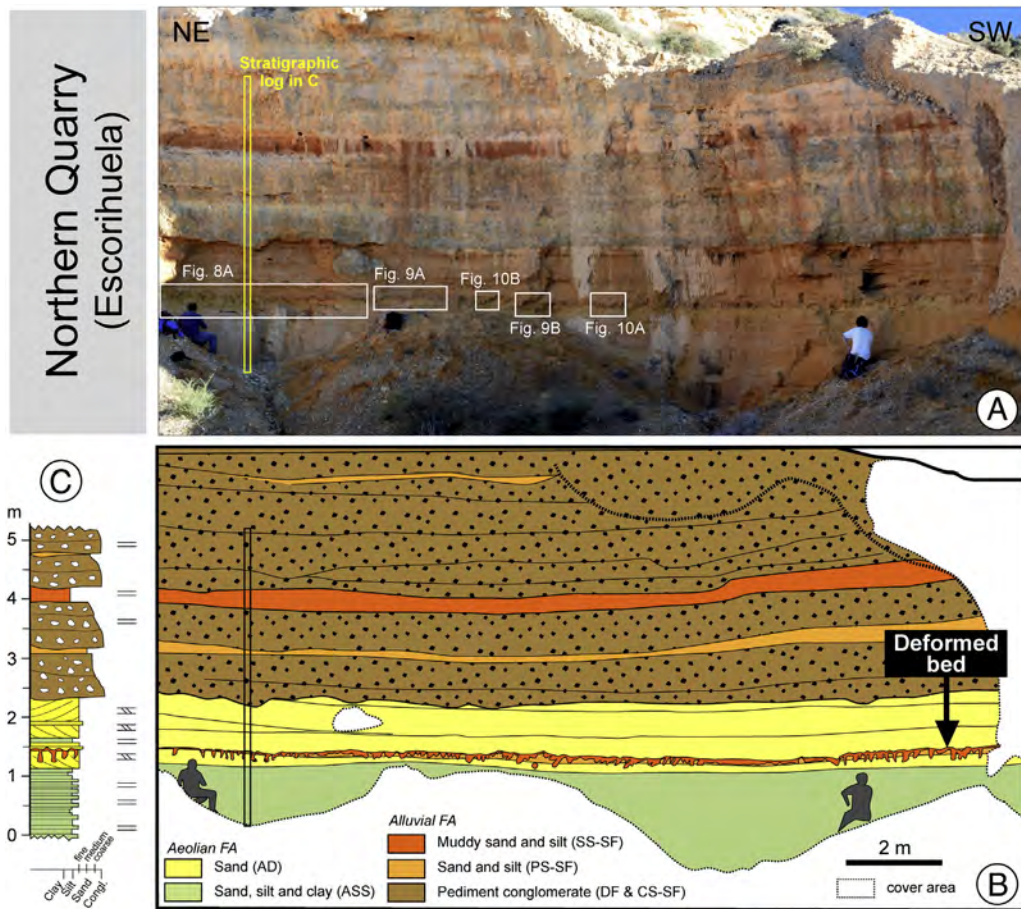 Northern Quarry
(Escorihuela)
NE
SW
Stratigraphic
log in C
Fig. 8A
Fig. 9A
Fig. 10B
Fig. 9B
Fig. 10A
A
C
m
5
4
3
2
1
0
Clay
Silt
fine
medium
coarse
Sand
Congl.
Deformed
bed
Aeolian FA
Sand (AD)
Sand, silt and clay (ASS)
Alluvial FA
Muddy sand and silt (SS-SF)
Sand and silt (PS-SF)
Pediment conglomerate (DF & CS-SF)
2 m
cover area
B